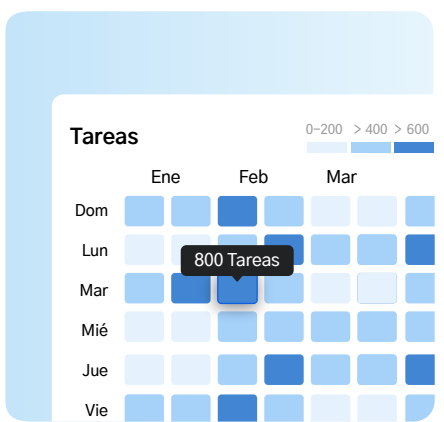 Tareas
0-200 > 400 > 600
Ene Feb Mar
Dom
Lun
800 Tareas
Mar
Mié
Jue
Vie